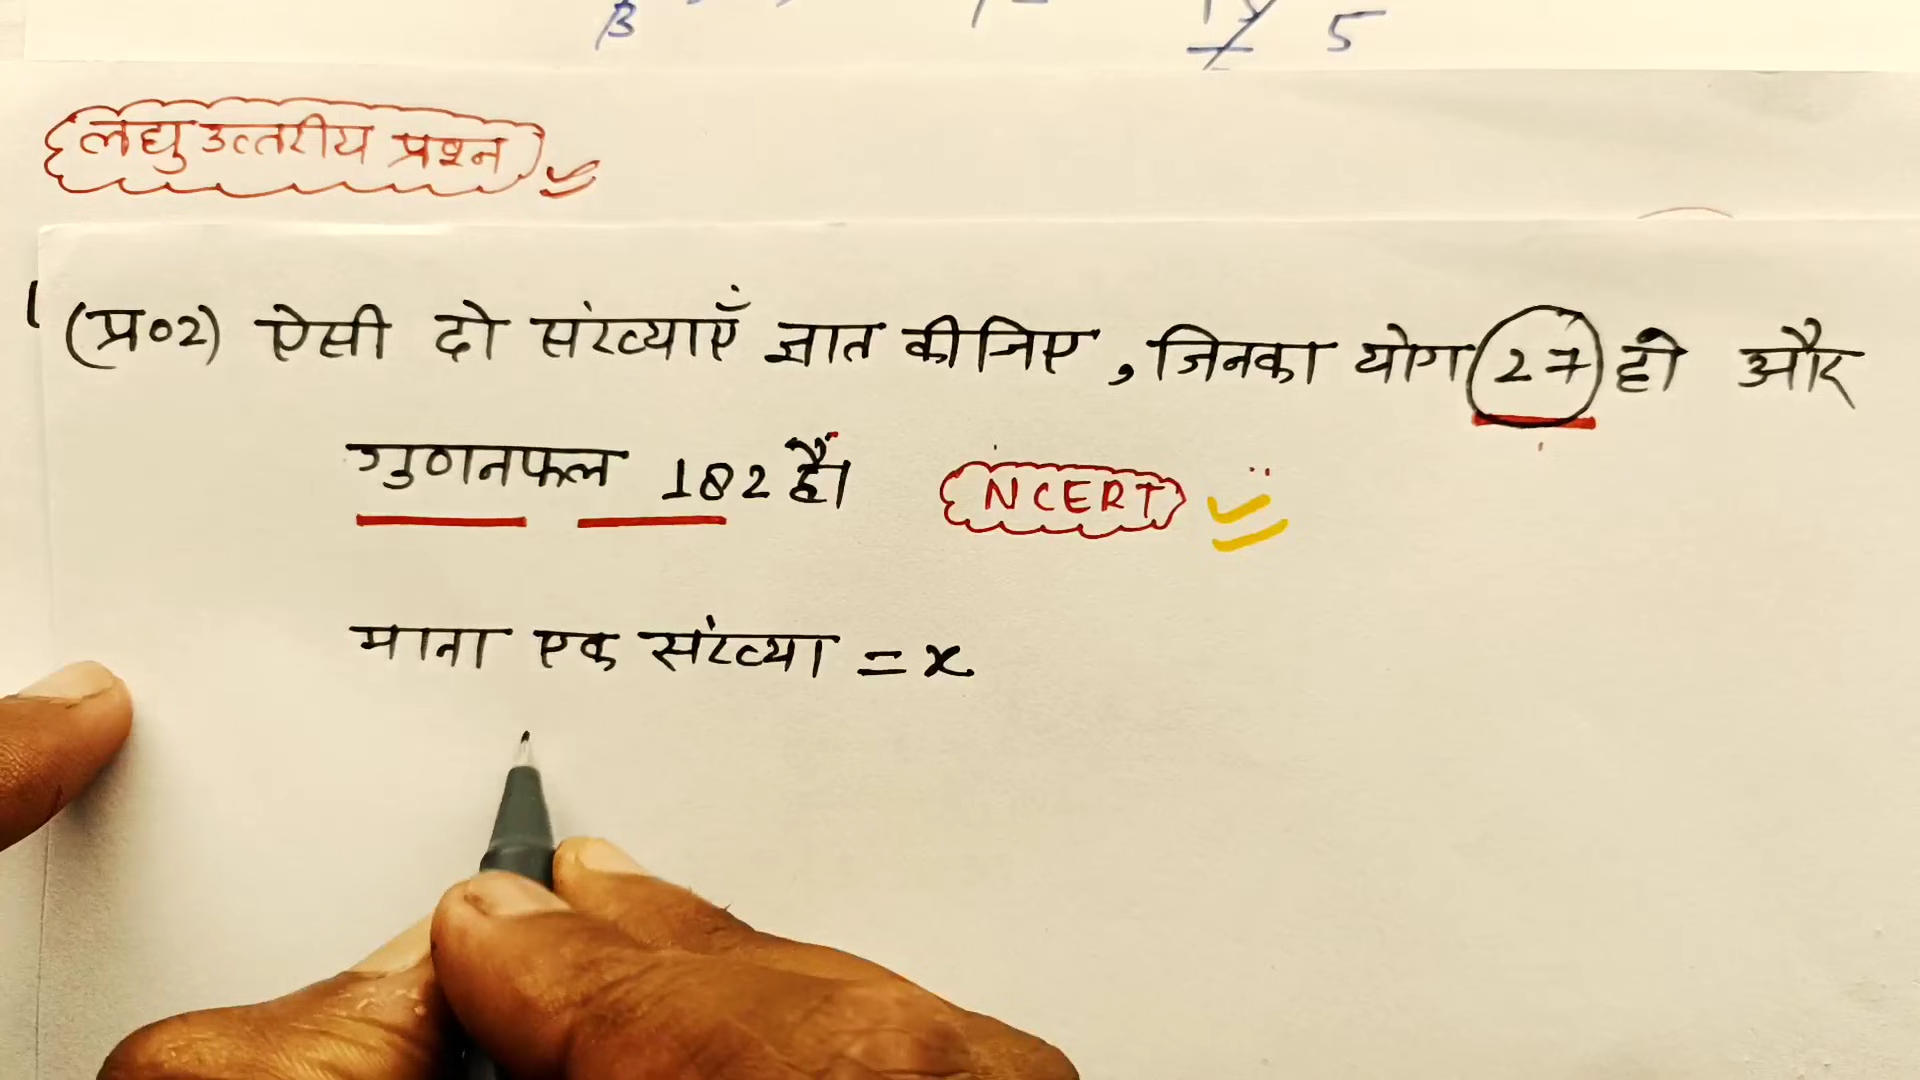 लघु उत्तरीय प्रश्न
(प्र०2) ऐसी दो संख्याएँ ज्ञात कीजिए, जिनका योग 27 हो और
गुणनफल 182 हैं। NCERT
माना एक संख्या = x